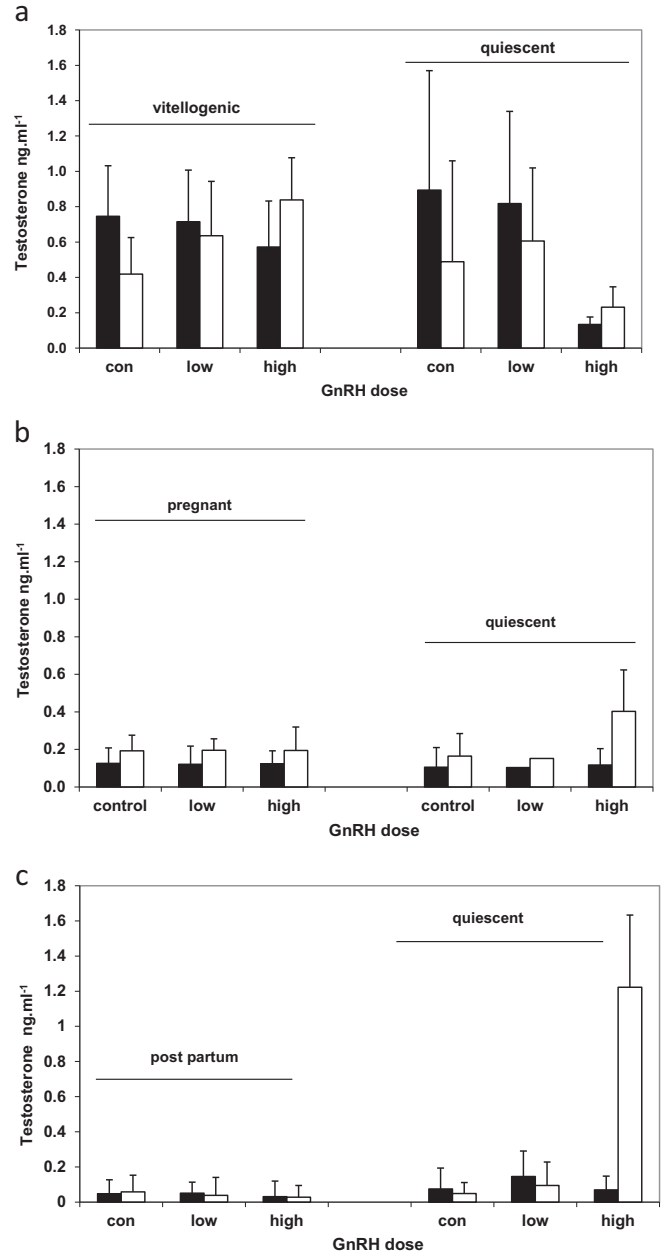 a
quiescent
vitellogenic
Testosterone ng.ml-1
1.8
1.6
1.4
1.2
1.0
0.8
0.6
0.4
0.2
0.0
con low high con low high
GnRH dose
b
pregnant
quiescent
Testosterone ng.ml-1
1.8
1.6
1.4
1.2
1.0
0.8
0.6
0.4
0.2
0.0
control low high control low high
GnRH dose
c
quiescent
post partum
Testosterone ng.ml-1
1.8
1.6
1.4
1.2
1
0.8
0.6
0.4
0.2
0
con low high con low high
GnRH dose